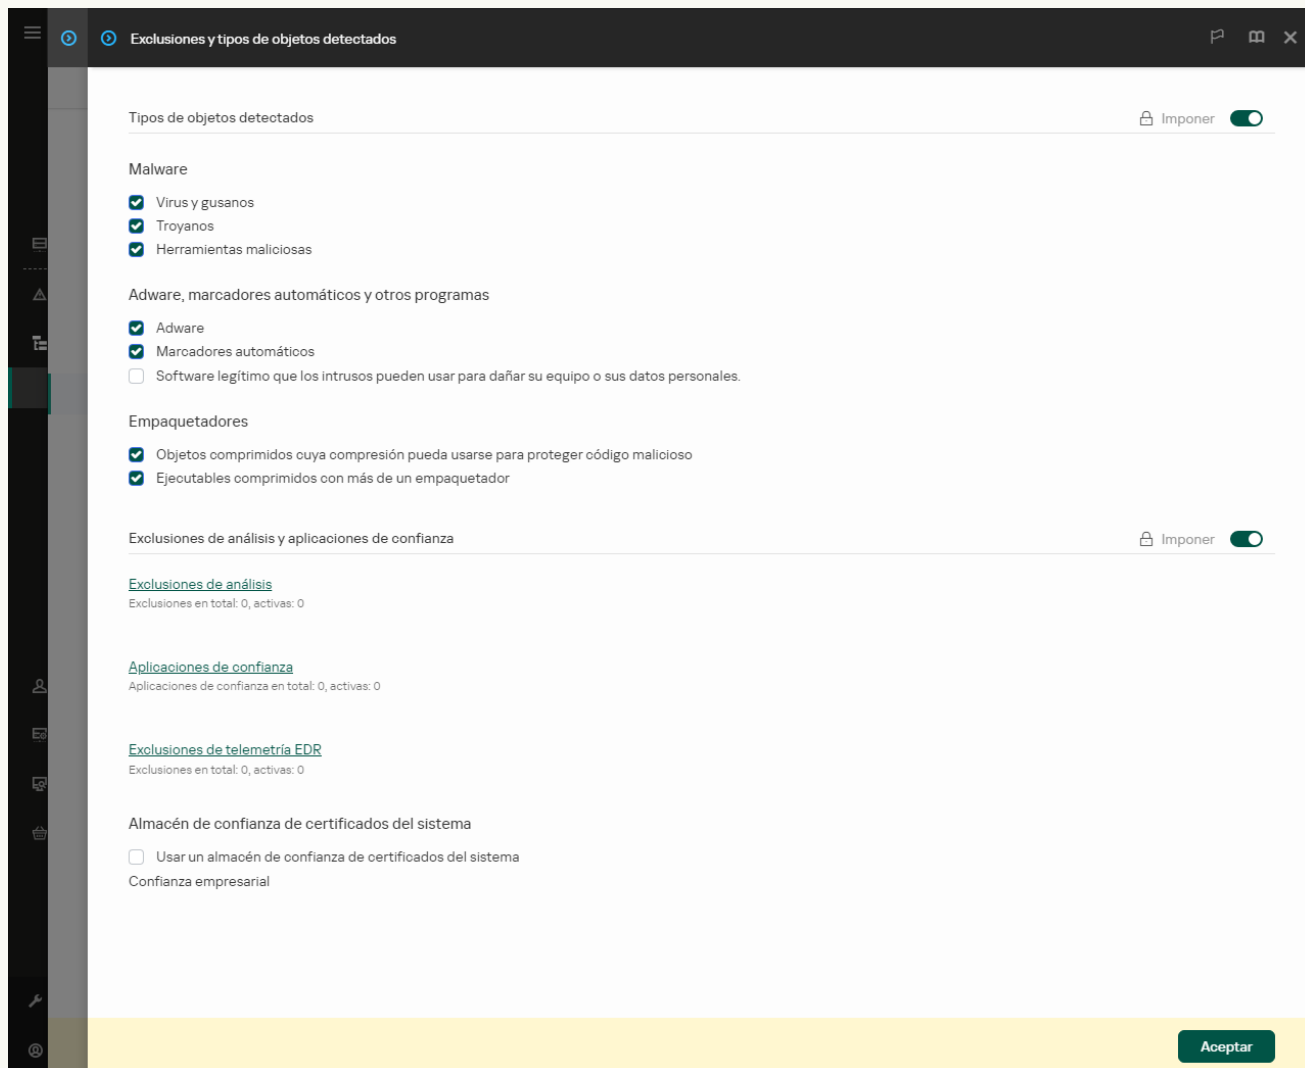 Exclusiones y tipos de objetos detectados
Tipos de objetos detectados
Imponer
Malware
Virus y gusanos
Troyanos
Herramientas maliciosas
Adware, marcadores automáticos y otros programas
Adware
Marcadores automáticos
Software legítimo que los intrusos pueden usar para dañar su equipo o sus datos personales.
Empaquetadores
Objetos comprimidos cuya compresión pueda usarse para proteger código malicioso
Ejecutables comprimidos con más de un empaquetador
Exclusiones de análisis y aplicaciones de confianza
Imponer
Exclusiones de análisis
Exclusiones en total: 0, activas: 0
Aplicaciones de confianza
Aplicaciones de confianza en total: 0, activas: 0
Exclusiones de telemetría EDR
Exclusiones en total: 0, activas: 0
Almacén de confianza de certificados del sistema
Usar un almacén de confianza de certificados del sistema
Confianza empresarial
Aceptar